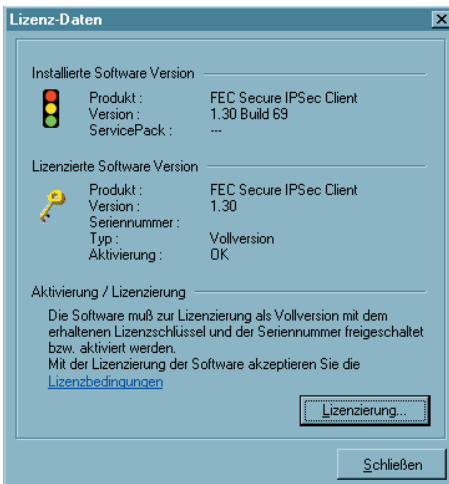 Lizenz-Daten
Installierte Software Version
Produkt : FEC Secure IPSec Client
Version : 1.30 Build 69
ServicePack : ---
Lizenzierte Software Version
Produkt : FEC Secure IPSec Client
Version : 1.30
Seriennummer :
Typ : Vollversion
Aktivierung : OK
Aktivierung / Lizenzierung
Die Software muß zur Lizenzierung als Vollversion mit dem
erhaltenen Lizenzschlüssel und der Seriennummer freigeschaltet
bzw. aktiviert werden.
Mit der Lizenzierung der Software akzeptieren Sie die
Lizenzbedingungen
Lizenzierung...
Schließen